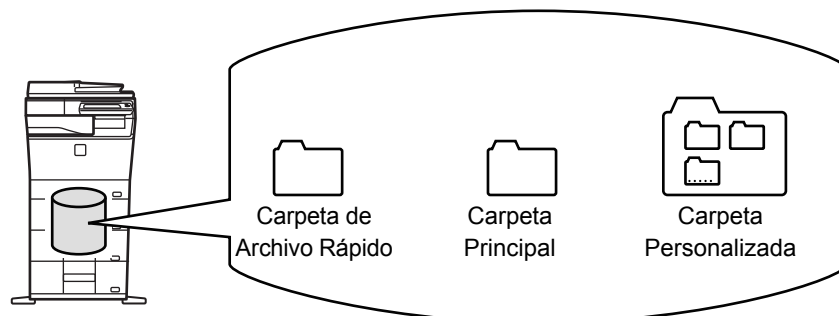 Carpeta de
Archivo Rápido
Carpeta
Principal
Carpeta
Personalizada